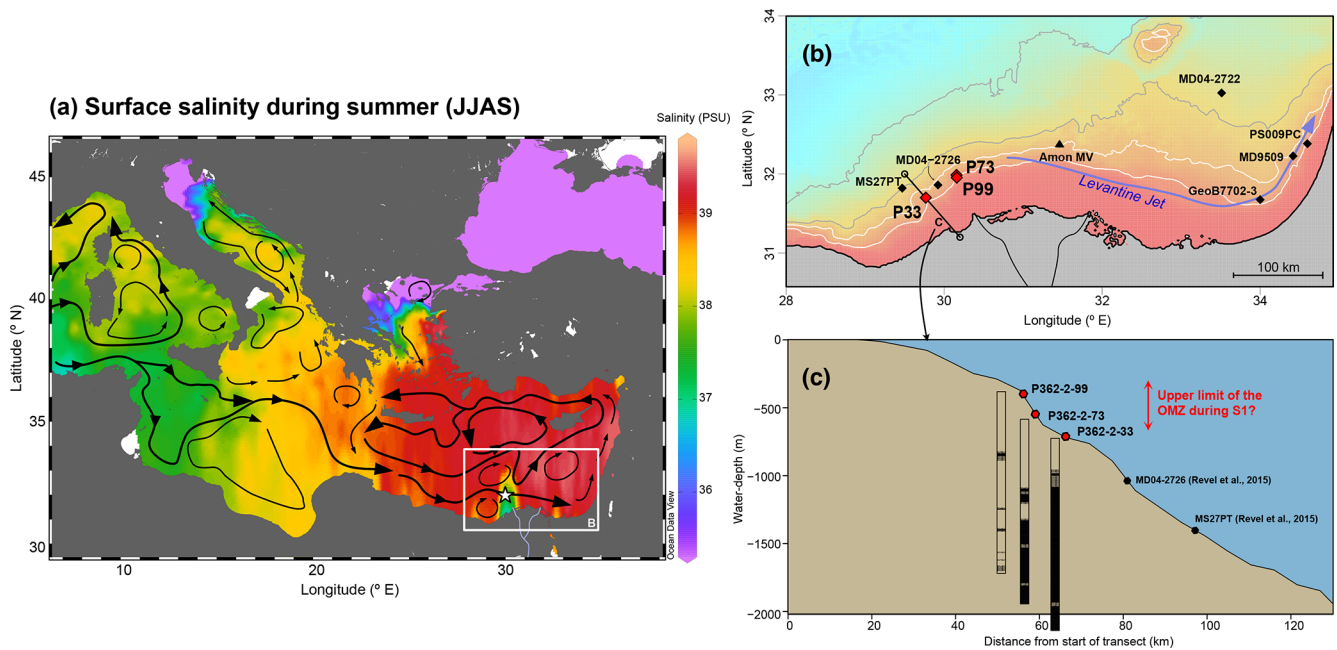 (a) Surface salinity during summer (JJAS)
Salinity (PSU)
45
40
35
30
Latitude (º N)
10
20
30
Longitude (º E)
B
Ocean Data View
39
38
37
36
(b)
34
33
32
31
Latitude (º N)
MD04-2722
PS009PC
MD9509
Amon MV
MD04-2726
P73
MS27PT
P99
GeoB7702-3
Levantine Jet
P33
C
100 km
28
30
32
34
Longitude (º E)
(c)
0
−500
−1000
−1500
−2000
Water-depth (m)
P362-2-99
P362-2-73
P362-2-33
Upper limit of the
OMZ during S1?
MD04-2726 (Revel et al., 2015)
MS27PT (Revel et al., 2015)
0
20
40
60
80
100
120
Distance from start of transect (km)